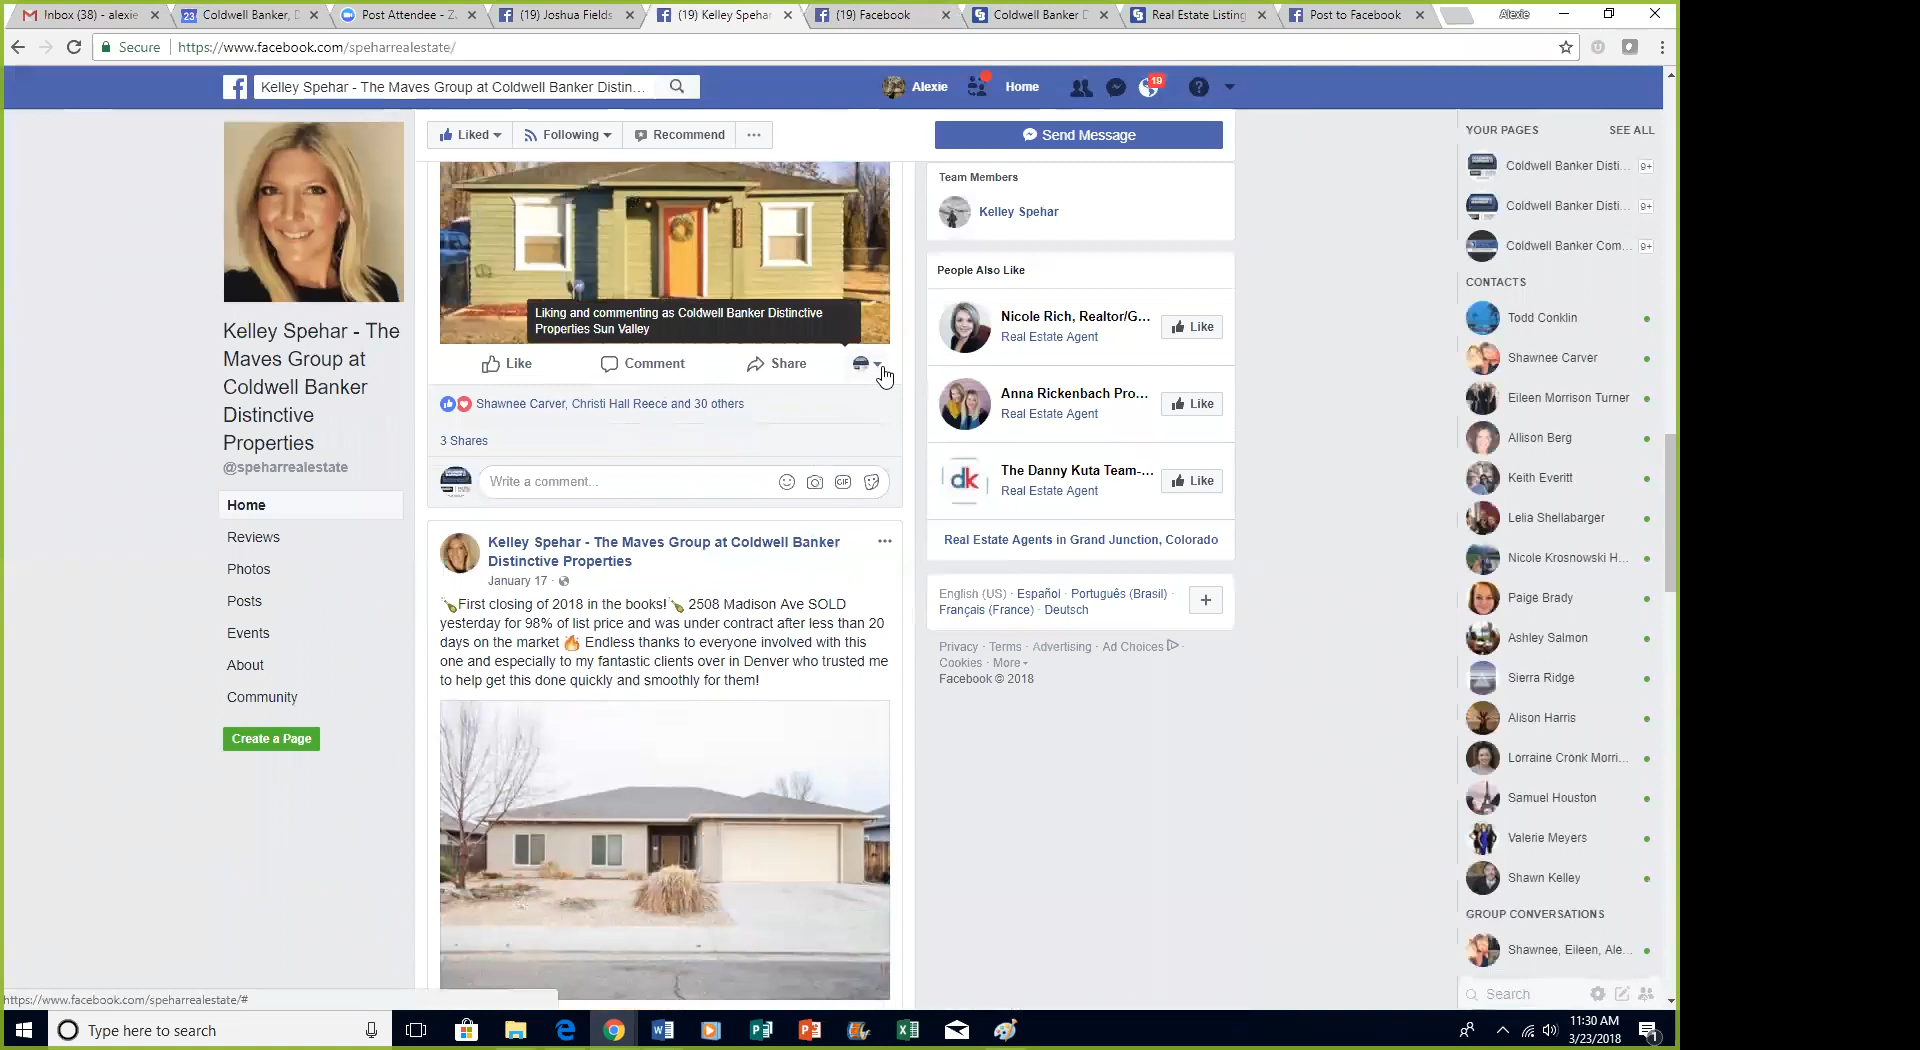 Inbox (38) - alexie
Coldwell Banker, D
Post Attendee - Z
(19) Joshua Fields
(19) Kelley Spehar
(19) Facebook
Coldwell Banker D
Real Estate Listing
Post to Facebook
Alexie
Secure
https://www.facebook.com/speharrealestate/
Kelley Spehar - The Maves Group at Coldwell Banker Distin...
Alexie
Home
19
Kelley Spehar - The
Maves Group at
Coldwell Banker
Distinctive
Properties
@speharrealestate
Home
Reviews
Photos
Posts
Events
About
Community
Create a Page
Liked
Following
Recommend
Send Message
Liking and commenting as Coldwell Banker Distinctive
Properties Sun Valley
Like
Comment
Share
Shawnee Carver, Christi Hall Reece and 30 others
3 Shares
Write a comment...
GIF
Kelley Spehar - The Maves Group at Coldwell Banker
Distinctive Properties
January 17 ·
🍾First closing of 2018 in the books!🍾 2508 Madison Ave SOLD
yesterday for 98% of list price and was under contract after less than 20
days on the market 🔥 Endless thanks to everyone involved with this
one and especially to my fantastic clients over in Denver who trusted me
to help get this done quickly and smoothly for them!
Team Members
Kelley Spehar
People Also Like
Nicole Rich, Realtor/G...
Real Estate Agent
Like
Anna Rickenbach Pro...
Real Estate Agent
Like
dk
The Danny Kuta Team-...
Real Estate Agent
Like
Real Estate Agents in Grand Junction, Colorado
English (US) · Español · Português (Brasil) ·
Français (France) · Deutsch
Privacy · Terms · Advertising · Ad Choices ·
Cookies · More
Facebook © 2018
YOUR PAGES
SEE ALL
Coldwell Banker Disti... 9+
Coldwell Banker Disti... 9+
Coldwell Banker Com... 9+
CONTACTS
Todd Conklin
Shawnee Carver
Eileen Morrison Turner
Allison Berg
Keith Everitt
Lelia Shellabarger
Nicole Krosnowski H...
Paige Brady
Ashley Salmon
Sierra Ridge
Alison Harris
Lorraine Cronk Morri...
Samuel Houston
Valerie Meyers
Shawn Kelley
GROUP CONVERSATIONS
Shawnee, Eileen, Ale...
Search
https://www.facebook.com/speharrealestate/#
Type here to search
11:30 AM
3/23/2018
1